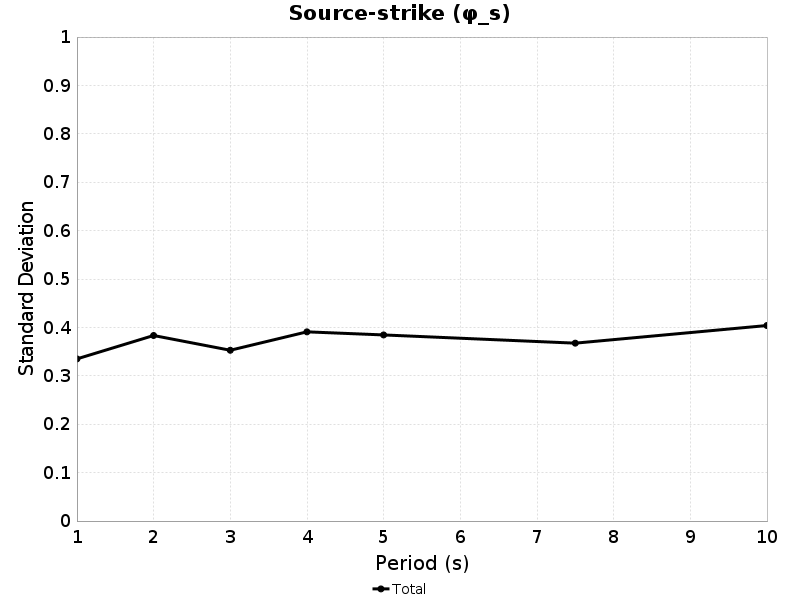 Source-strike (φ_s)
Standard Deviation
1
0.9
0.8
0.7
0.6
0.5
0.4
0.3
0.2
0.1
0
1 2 3 4 5 6 7 8 9 10
Period (s)
Total